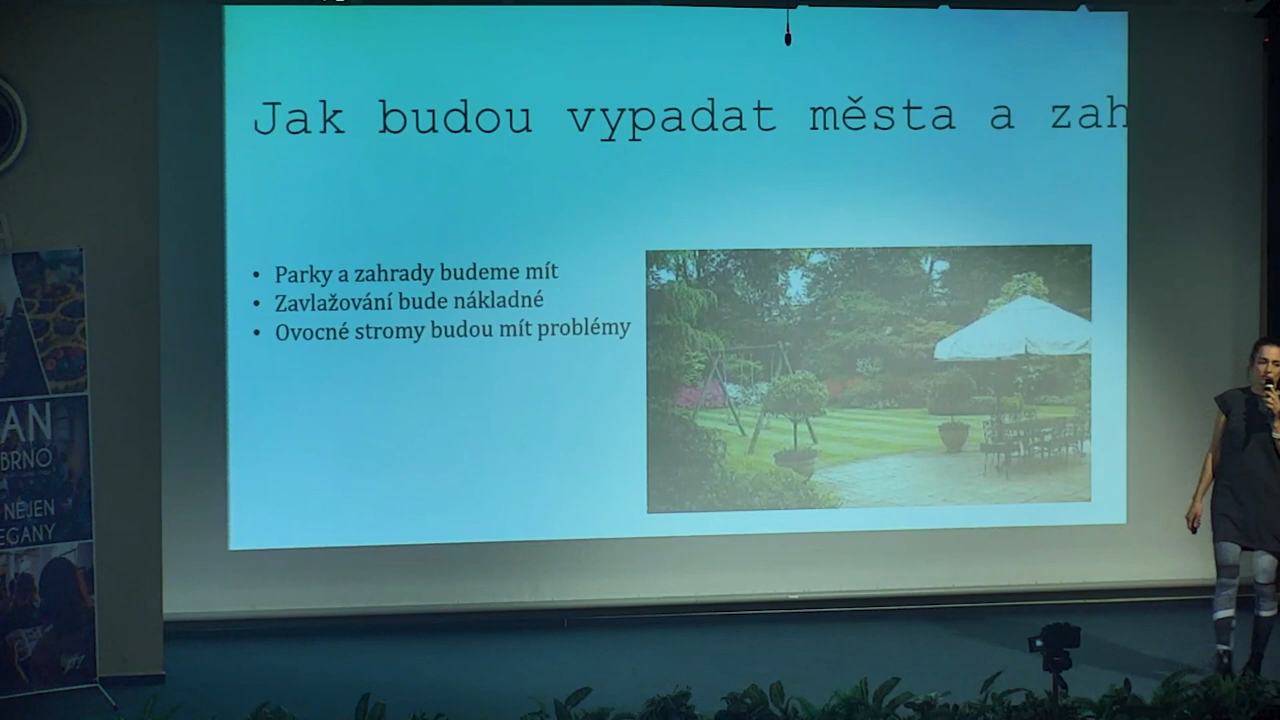 Jak budou vypadat města a zah
• Parky a zahrady budeme mít
• Zavlažování bude nákladné
• Ovocné stromy budou mít problémy
AN
BRNO
NEJEN
EGANY